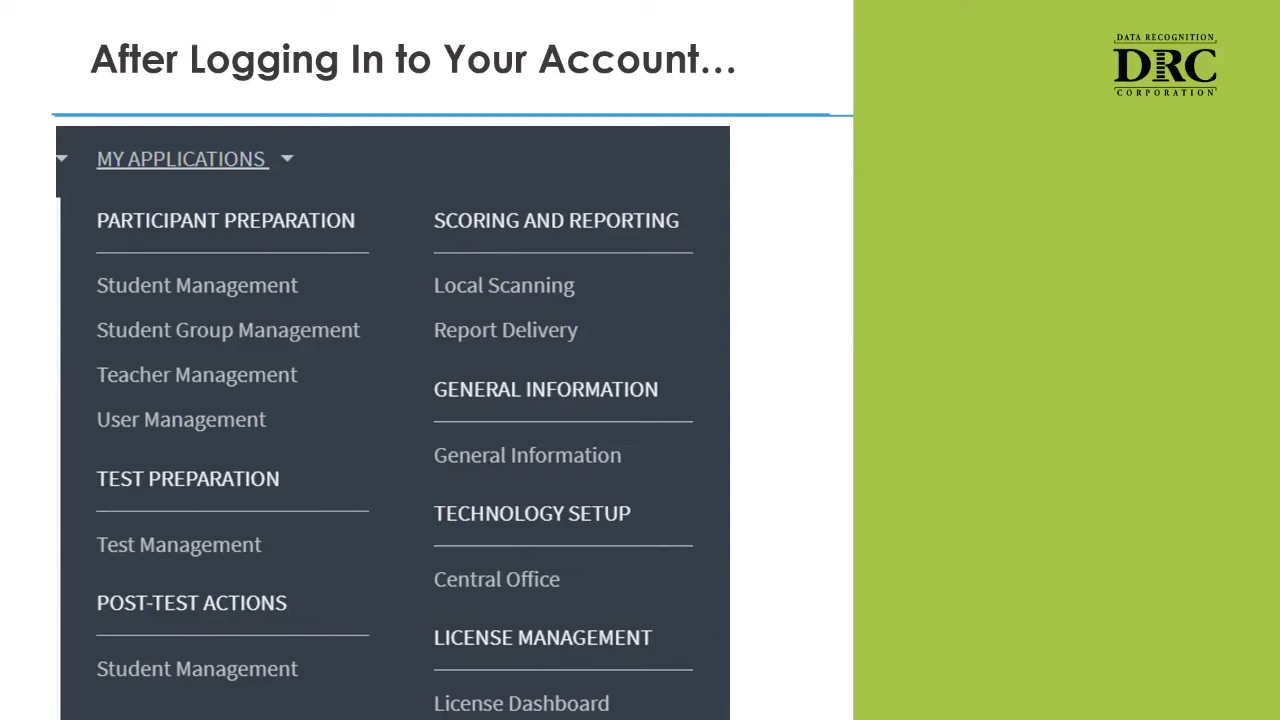 After Logging In to Your Account...
DATA RECOGNITION
DRC
CORPORATION
MY APPLICATIONS
PARTICIPANT PREPARATION
Student Management
Student Group Management
Teacher Management
User Management
TEST PREPARATION
Test Management
POST-TEST ACTIONS
Student Management
SCORING AND REPORTING
Local Scanning
Report Delivery
GENERAL INFORMATION
General Information
TECHNOLOGY SETUP
Central Office
LICENSE MANAGEMENT
License Dashboard